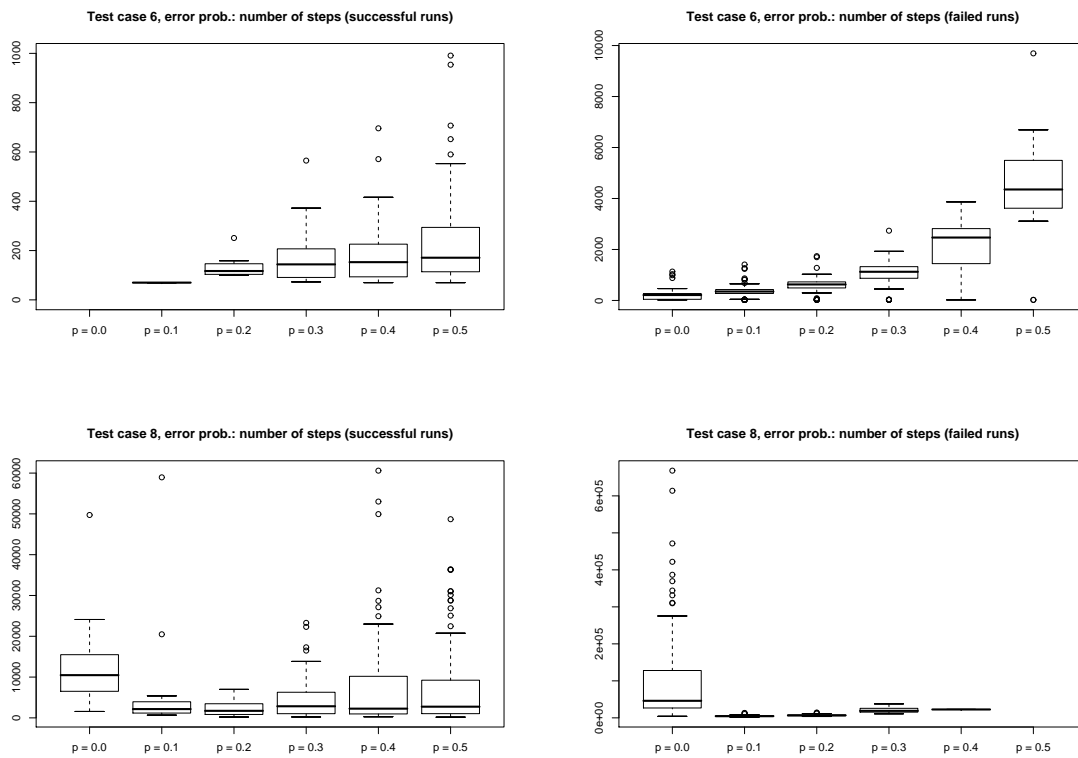 Test case 6, error prob.: number of steps (successful runs)
1000
800
600
400
200
0
p = 0.0 p = 0.1 p = 0.2 p = 0.3 p = 0.4 p = 0.5
Test case 6, error prob.: number of steps (failed runs)
10000
8000
6000
4000
2000
0
p = 0.0 p = 0.1 p = 0.2 p = 0.3 p = 0.4 p = 0.5
Test case 8, error prob.: number of steps (successful runs)
60000
50000
40000
30000
20000
10000
0
p = 0.0 p = 0.1 p = 0.2 p = 0.3 p = 0.4 p = 0.5
Test case 8, error prob.: number of steps (failed runs)
6e+05
4e+05
2e+05
0e+00
p = 0.0 p = 0.1 p = 0.2 p = 0.3 p = 0.4 p = 0.5